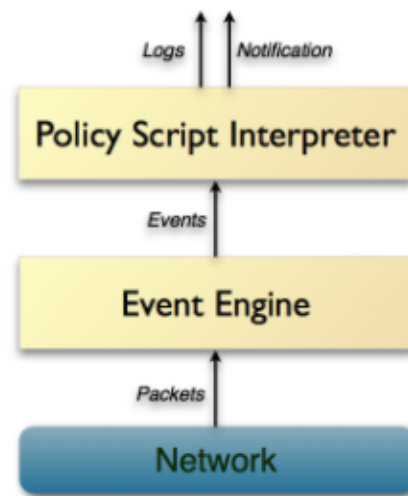 Logs Notification
Policy Script Interpreter
Events
Event Engine
Packets
Network